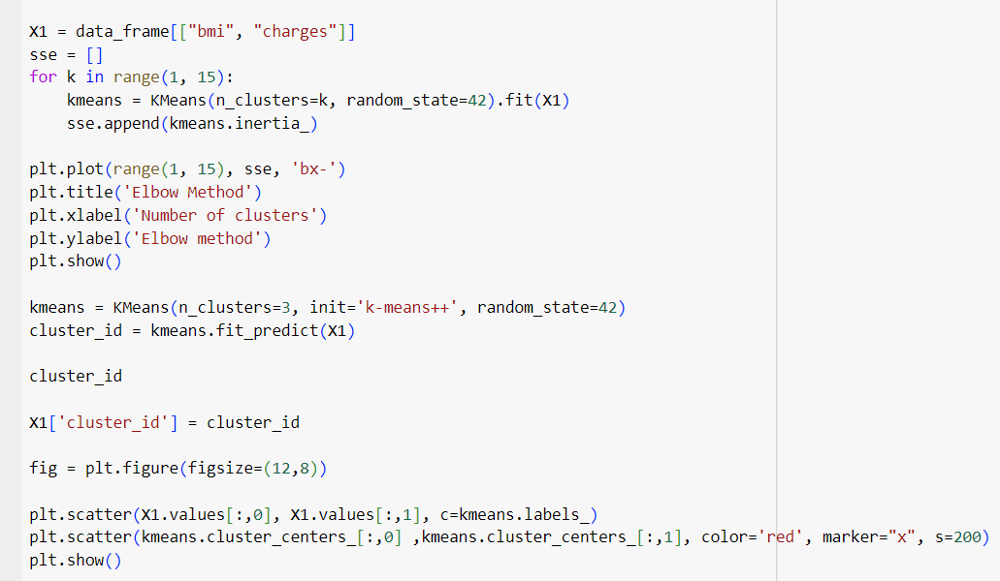 X1 = data_frame[["bmi", "charges"]]
sse = []
for k in range(1, 15):
    kmeans = KMeans(n_clusters=k, random_state=42).fit(X1)
    sse.append(kmeans.inertia_)
plt.plot(range(1, 15), sse, 'bx-')
plt.title('Elbow Method')
plt.xlabel('Number of clusters')
plt.ylabel('Elbow method')
plt.show()
kmeans = KMeans(n_clusters=3, init='k-means++', random_state=42)
cluster_id = kmeans.fit_predict(X1)
cluster_id
X1['cluster_id'] = cluster_id
fig = plt.figure(figsize=(12,8))
plt.scatter(X1.values[:,0], X1.values[:,1], c=kmeans.labels_)
plt.scatter(kmeans.cluster_centers_[:,0] ,kmeans.cluster_centers_[:,1], color='red', marker="x", s=200)
plt.show()